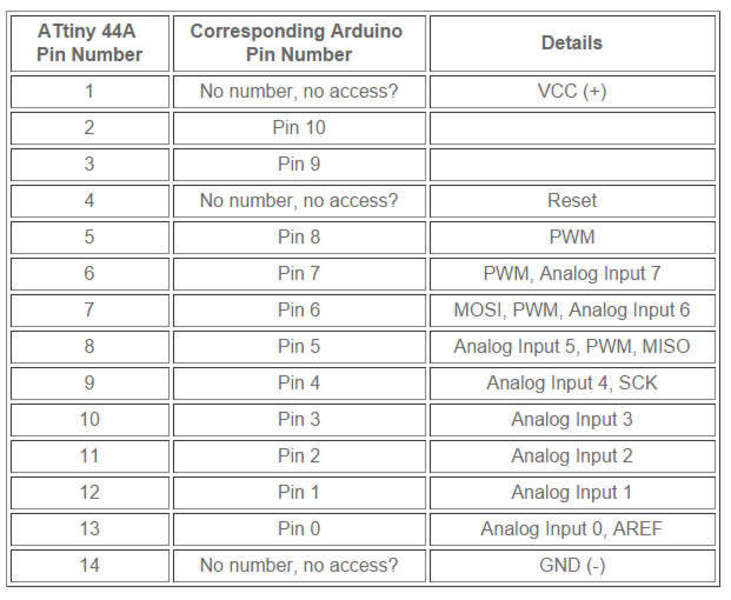 ATtiny 44A Corresponding Arduino Details
Pin Number Pin Number
1 No number, no access? VCC (+)
2 Pin 10
3 Pin 9
4 No number, no access? Reset
5 Pin 8 PWM
6 Pin 7 PWM, Analog Input 7
7 Pin 6 MOSI, PWM, Analog Input 6
8 Pin 5 Analog Input 5, PWM, MISO
9 Pin 4 Analog Input 4, SCK
10 Pin 3 Analog Input 3
11 Pin 2 Analog Input 2
12 Pin 1 Analog Input 1
13 Pin 0 Analog Input 0, AREF
14 No number, no access? GND (-)